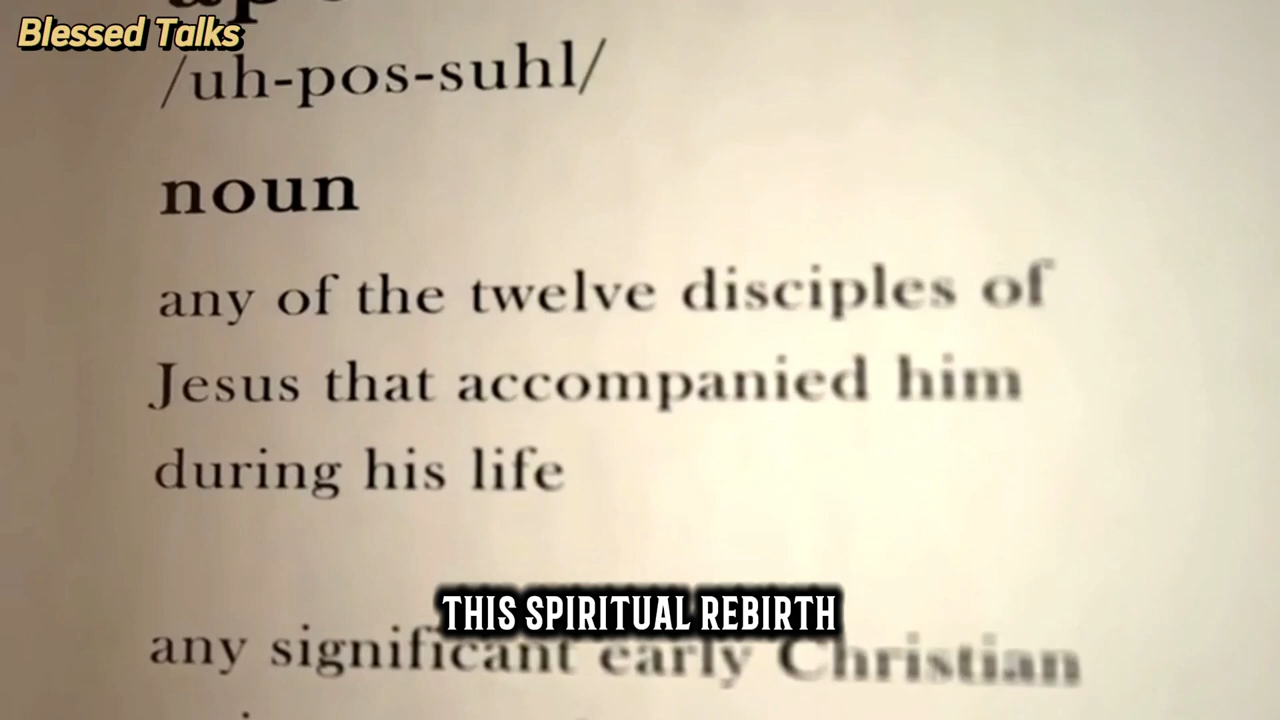 Blessed Talks
/uh-pos-suhl/
noun
any of the twelve disciples of
Jesus that accompanied him
during his life
THIS SPIRITUAL REBIRTH
any significant early Christian